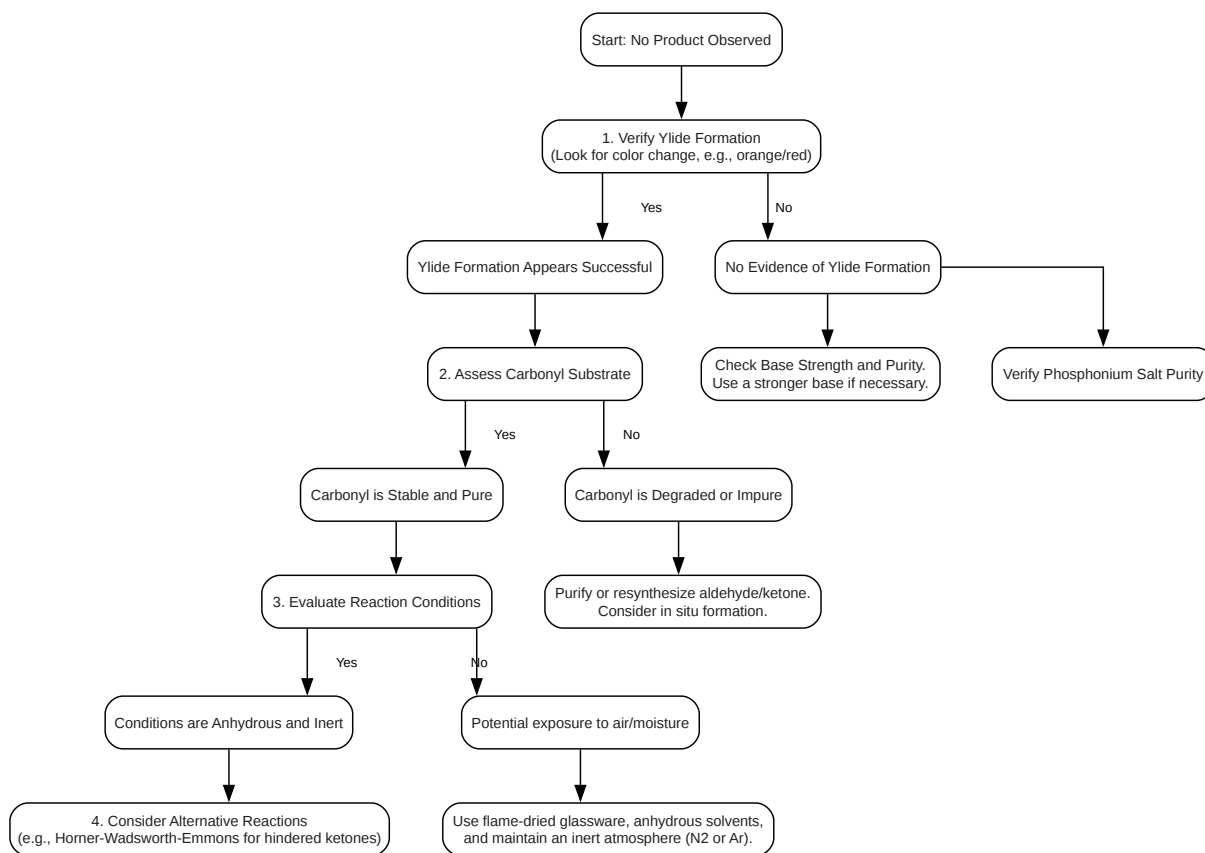 Start: No Product Observed
1. Verify Ylide Formation
(Look for color change, e.g., orange/red)
Yes
No
Ylide Formation Appears Successful
No Evidence of Ylide Formation
2. Assess Carbonyl Substrate
Check Base Strength and Purity.
Use a stronger base if necessary.
Verify Phosphonium Salt Purity
Yes
No
Carbonyl is Stable and Pure
Carbonyl is Degraded or Impure
3. Evaluate Reaction Conditions
Purify or resynthesize aldehyde/ketone.
Consider in situ formation.
Yes
No
Conditions are Anhydrous and Inert
Potential exposure to air/moisture
4. Consider Alternative Reactions
(e.g., Horner-Wadsworth-Emmons for hindered ketones)
Use flame-dried glassware, anhydrous solvents,
and maintain an inert atmosphere (N2 or Ar).